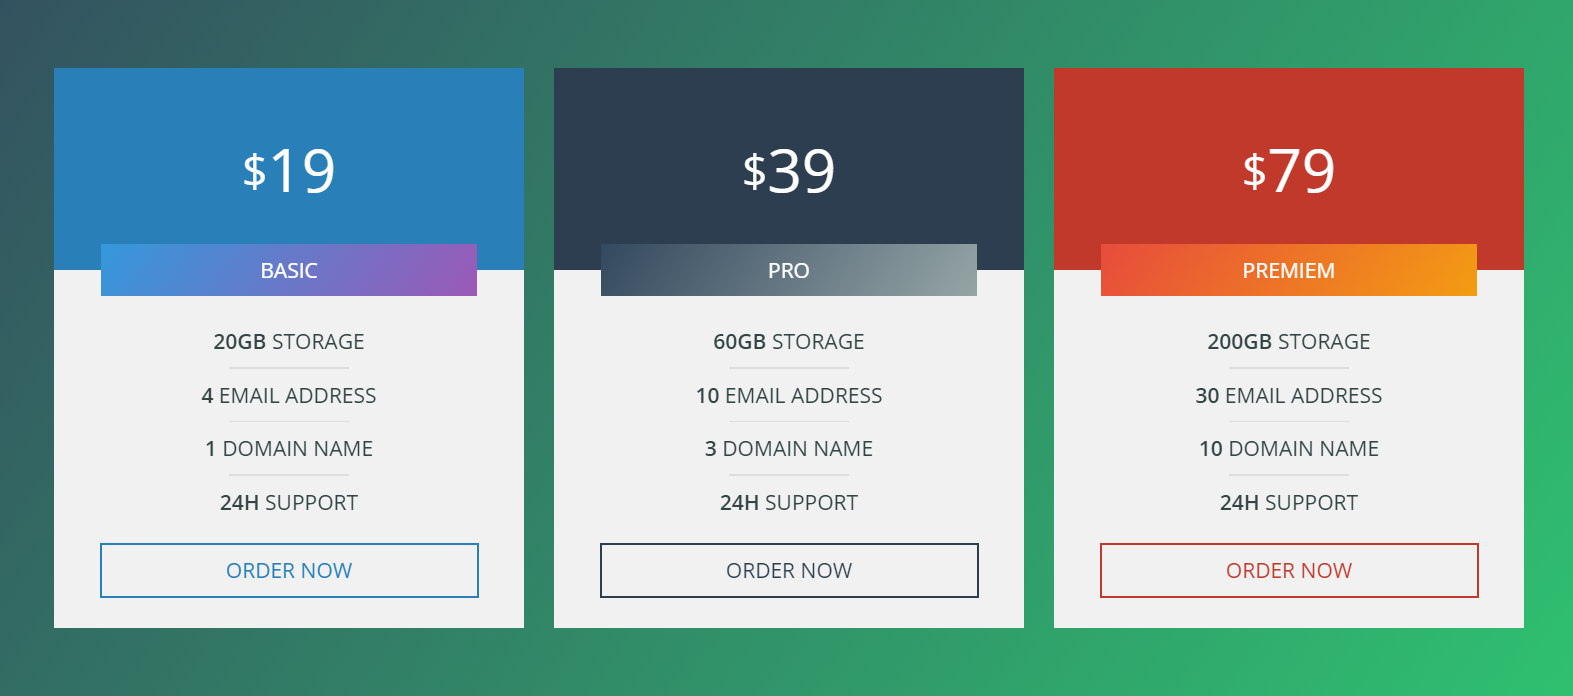 $19
BASIC
20GB STORAGE
4 EMAIL ADDRESS
1 DOMAIN NAME
24H SUPPORT
ORDER NOW
$39
PRO
60GB STORAGE
10 EMAIL ADDRESS
3 DOMAIN NAME
24H SUPPORT
ORDER NOW
$79
PREMIEM
200GB STORAGE
30 EMAIL ADDRESS
10 DOMAIN NAME
24H SUPPORT
ORDER NOW